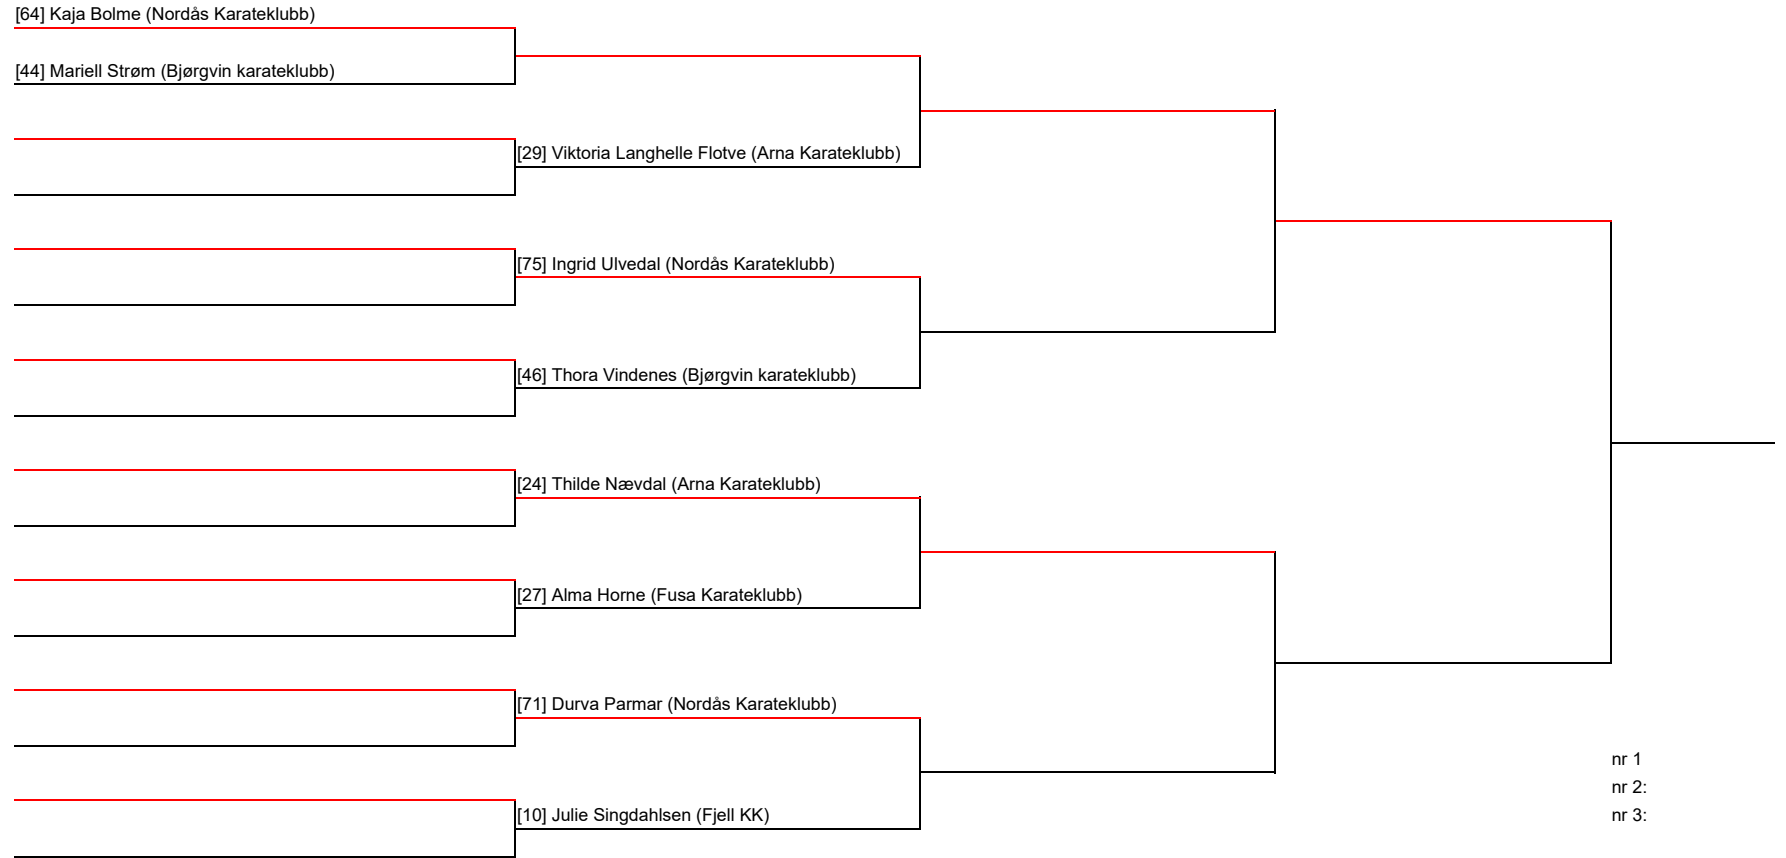 [64] Kaja Bolme (Nordås Karateklubb)
[44] Mariell Strøm (Bjørgvin karateklubb)
[29] Viktoria Langhelle Flotve (Arna Karateklubb)
[75] Ingrid Ulvedal (Nordås Karateklubb)
[46] Thora Vindenes (Bjørgvin karateklubb)
[24] Thilde Nævdal (Arna Karateklubb)
[27] Alma Horne (Fusa Karateklubb)
[71] Durva Parmar (Nordås Karateklubb)
[10] Julie Singdahlsen (Fjell KK)
nr 1
nr 2:
nr 3: